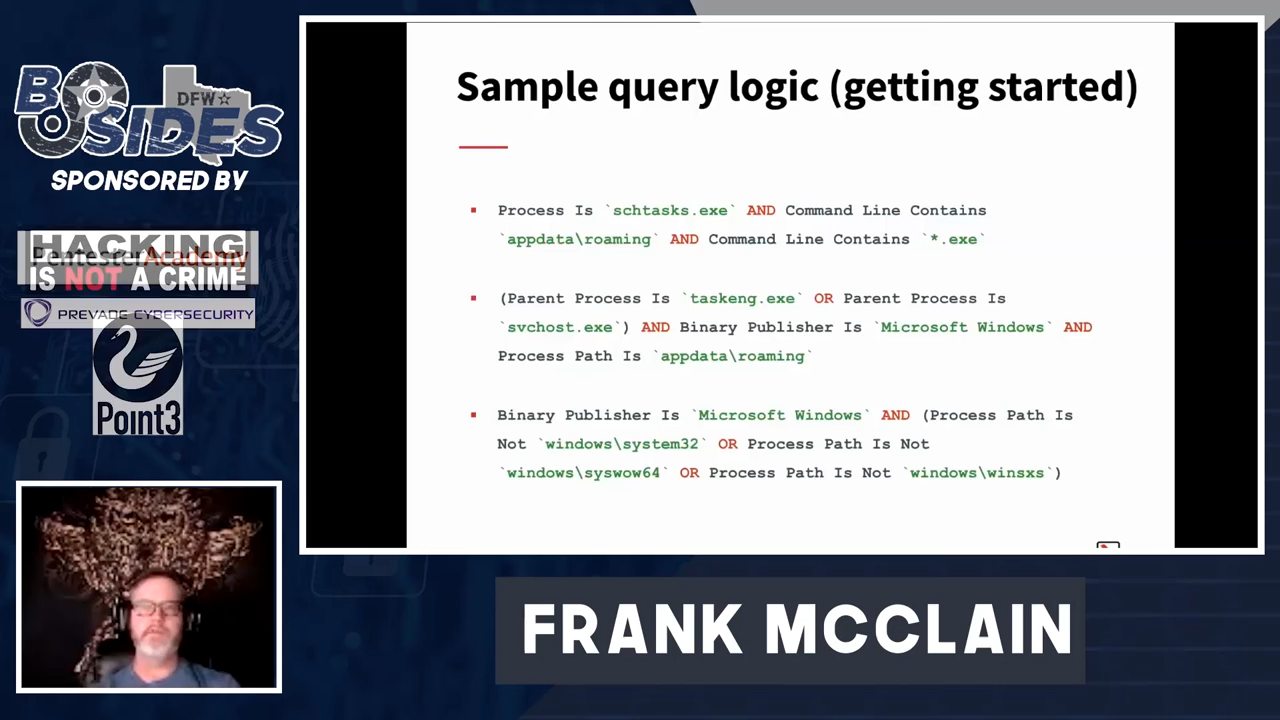 BSIDES
DFW
SPONSORED BY
HACKING
PentesterAcademy
IS NOT A CRIME
PREVADE CYBERSECURITY
Point3
Sample query logic (getting started)
Process Is `schtasks.exe` AND Command Line Contains
`appdata\roaming` AND Command Line Contains `*.exe`
(Parent Process Is `taskeng.exe` OR Parent Process Is
`svchost.exe`) AND Binary Publisher Is `Microsoft Windows` AND
Process Path Is `appdata\roaming`
Binary Publisher Is `Microsoft Windows` AND (Process Path Is
Not `windows\system32` OR Process Path Is Not
`windows\syswow64` OR Process Path Is Not `windows\winsxs`)
FRANK MCCLAIN